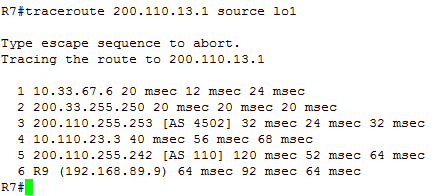 R7#traceroute 200.110.13.1 source lo1
Type escape sequence to abort.
Tracing the route to 200.110.13.1
1 10.33.67.6 20 msec 12 msec 24 msec
2 200.33.255.250 20 msec 20 msec 20 msec
3 200.110.255.253 [AS 4502] 32 msec 24 msec 32 msec
4 10.110.23.3 40 msec 56 msec 68 msec
5 200.110.255.242 [AS 110] 120 msec 52 msec 64 msec
6 R9 (192.168.89.9) 64 msec 92 msec 64 msec
R7#